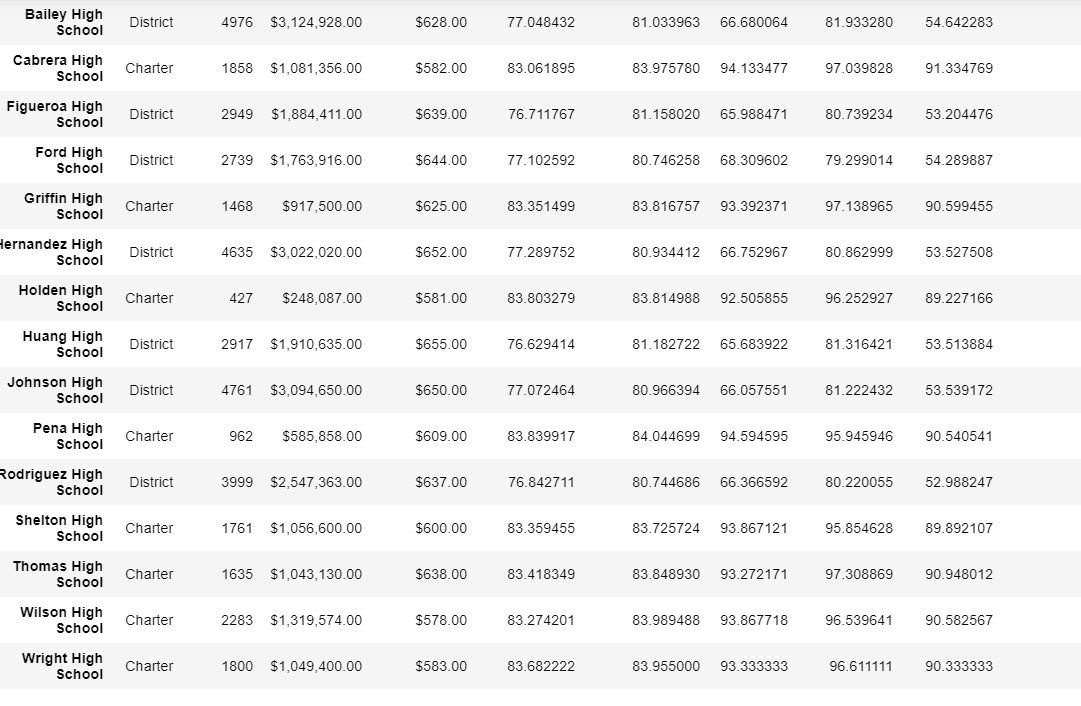 Bailey High School District 4976 $3,124,928.00 $628.00 77.048432 81.033963 66.680064 81.933280 54.642283
Cabrera High School Charter 1858 $1,081,356.00 $582.00 83.061895 83.975780 94.133477 97.039828 91.334769
Figueroa High School District 2949 $1,884,411.00 $639.00 76.711767 81.158020 65.988471 80.739234 53.204476
Ford High School District 2739 $1,763,916.00 $644.00 77.102592 80.746258 68.309602 79.299014 54.289887
Griffin High School Charter 1468 $917,500.00 $625.00 83.351499 83.816757 93.392371 97.138965 90.599455
Hernandez High School District 4635 $3,022,020.00 $652.00 77.289752 80.934412 66.752967 80.862999 53.527508
Holden High School Charter 427 $248,087.00 $581.00 83.803279 83.814988 92.505855 96.252927 89.227166
Huang High School District 2917 $1,910,635.00 $655.00 76.629414 81.182722 65.683922 81.316421 53.513884
Johnson High School District 4761 $3,094,650.00 $650.00 77.072464 80.966394 66.057551 81.222432 53.539172
Pena High School Charter 962 $585,858.00 $609.00 83.839917 84.044699 94.594595 95.945946 90.540541
Rodriguez High School District 3999 $2,547,363.00 $637.00 76.842711 80.744686 66.366592 80.220055 52.988247
Shelton High School Charter 1761 $1,056,600.00 $600.00 83.359455 83.725724 93.867121 95.854628 89.892107
Thomas High School Charter 1635 $1,043,130.00 $638.00 83.418349 83.848930 93.272171 97.308869 90.948012
Wilson High School Charter 2283 $1,319,574.00 $578.00 83.274201 83.989488 93.867718 96.539641 90.582567
Wright High School Charter 1800 $1,049,400.00 $583.00 83.682222 83.955000 93.333333 96.611111 90.333333